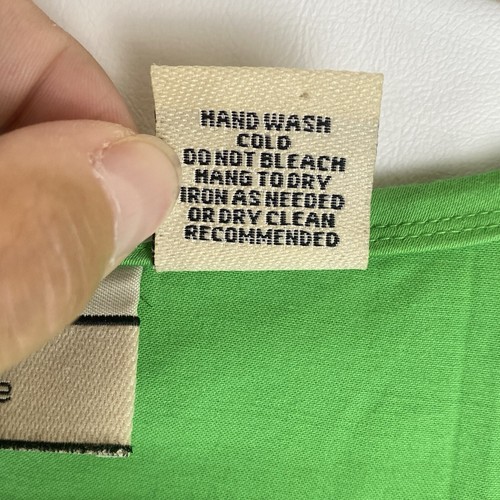 HAND WASH
COLD
DO NOT BLEACH
HANG TO DRY
IRON AS NEEDED
OR DRY CLEAN
RECOMMENDED
e